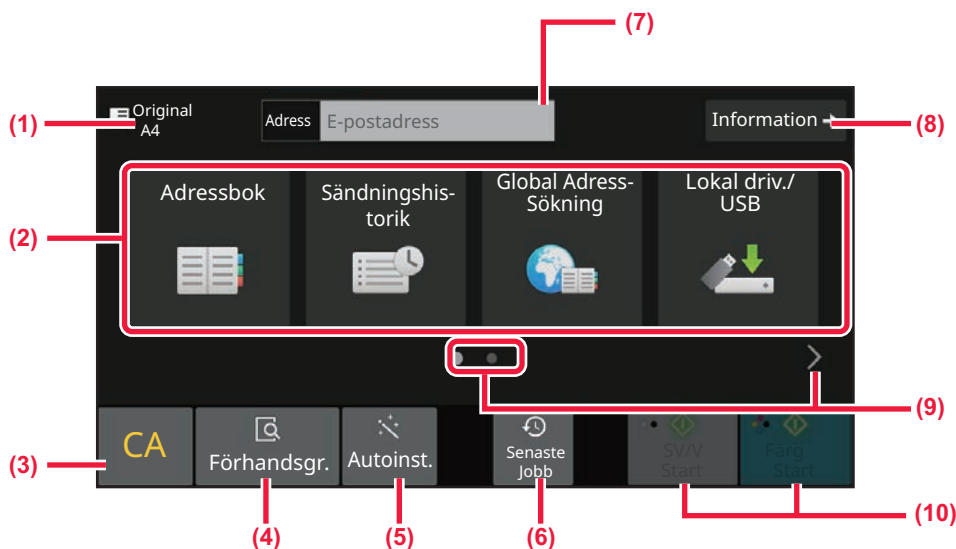 (7)
(1)
Original
A4
Adress E-postadress
Information
(8)
(2)
Adressbok
Sändningshis-
torik
Global Adress-
Sökning
Lokal driv./
USB
(9)
(3)
CA
Förhandsgr.
Autoinst.
Senaste
Jobb
SV/V
Start
Färg
Start
(10)
(4)
(5)
(6)